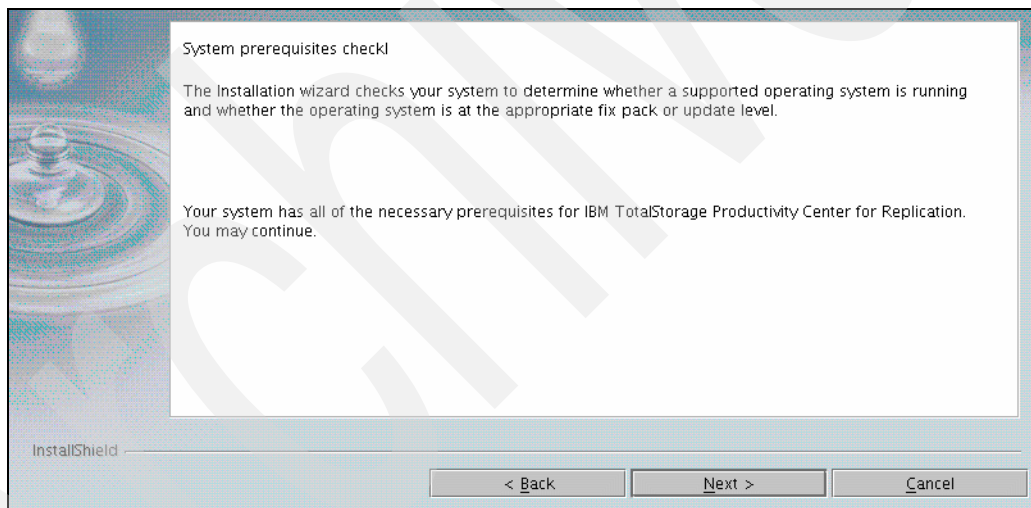 System prerequisites check!
The Installation wizard checks your system to determine whether a supported operating system is running
and whether the operating system is at the appropriate fix pack or update level.
Your system has all of the necessary prerequisites for IBM TotalStorage Productivity Center for Replication.
You may continue.
InstallShield
< Back
Next >
Cancel